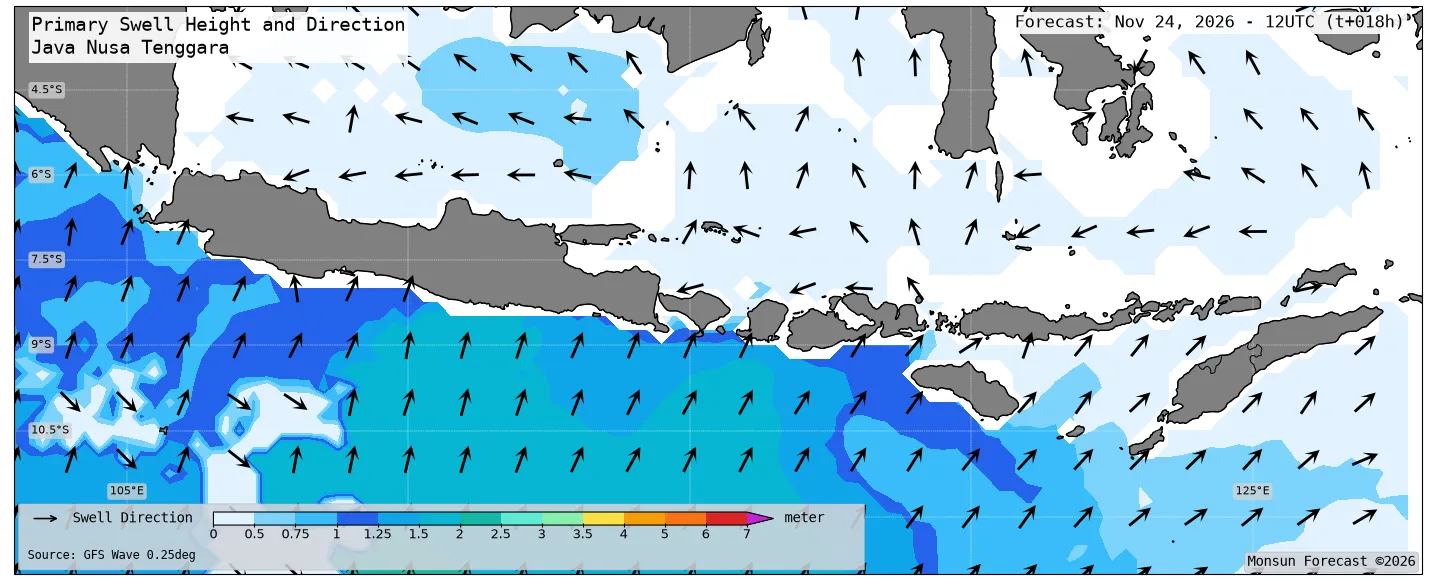 Primary Swell Height and Direction
Java Nusa Tenggara
Forecast: Nov 24, 2026 - 12UTC (t+018h)
4.5°S
6°S
7.5°S
9°S
10.5°S
105°E
125°E
Swell Direction
0 0.5 0.75 1 1.25 1.5 2 2.5 3 3.5 4 5 6 7
meter
Source: GFS Wave 0.25deg
Monsun Forecast ©2026